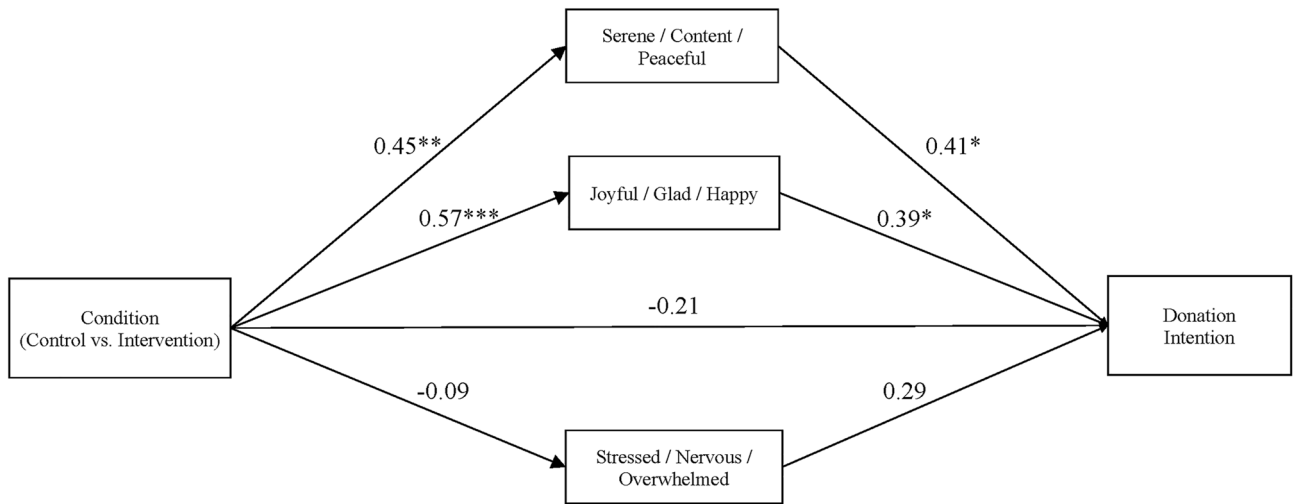 Serene / Content /
Peaceful
0.45**
0.41*
Joyful / Glad / Happy
0.57***
0.39*
Condition
(Control vs. Intervention)
-0.21
Donation
Intention
-0.09
0.29
Stressed / Nervous /
Overwhelmed